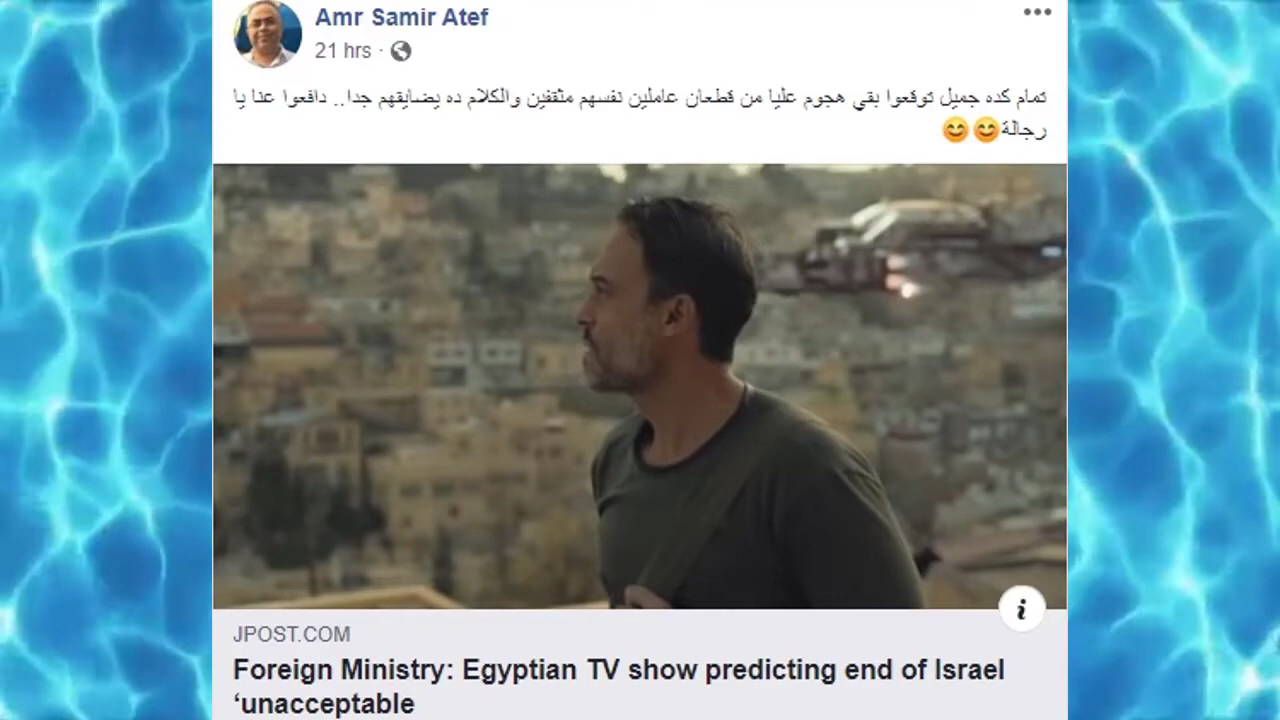 Amr Samir Atef
21 hrs ·
تمام كده جميل توقعوا بقي هجوم عليا من قطعان عاملين نفسهم مثقفين والكلام ده يضايقهم جدا.. دافعوا عنا يا
رجالة😊😊
JPOST.COM
Foreign Ministry: Egyptian TV show predicting end of Israel
‘unacceptable